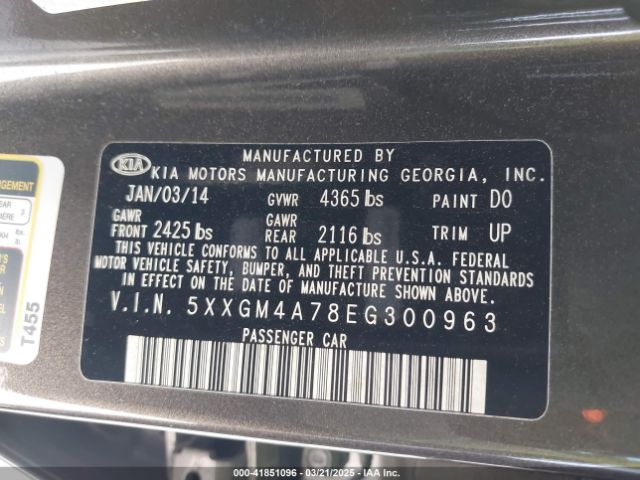 MANUFACTURED BY
KIA KIA MOTORS MANUFACTURING GEORGIA, INC.
JAN/03/14 GVWR 4365 lbs PAINT D0
GAWR FRONT 2425 lbs GAWR REAR 2116 lbs TRIM UP
THIS VEHICLE CONFORMS TO ALL APPLICABLE U.S.A. FEDERAL
MOTOR VEHICLE SAFETY, BUMPER, AND THEFT PREVENTION STANDARDS
IN EFFECT ON THE DATE OF MANUFACTURE SHOWN ABOVE.
V.I.N. 5XXGM4A78EG300963
PASSENGER CAR
T455
000-41851096 - 03/21/2025 - IAA Inc.